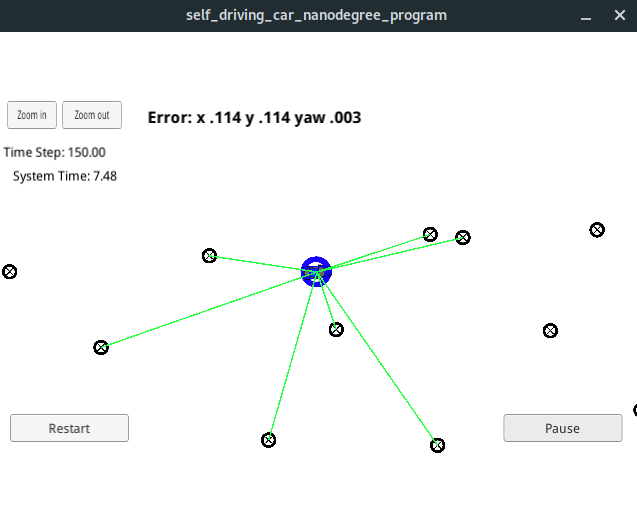 self_driving_car_nanodegree_program
Zoom in
Zoom out
Error: x .114 y .114 yaw .003
Time Step: 150.00
System Time: 7.48
Restart
Pause